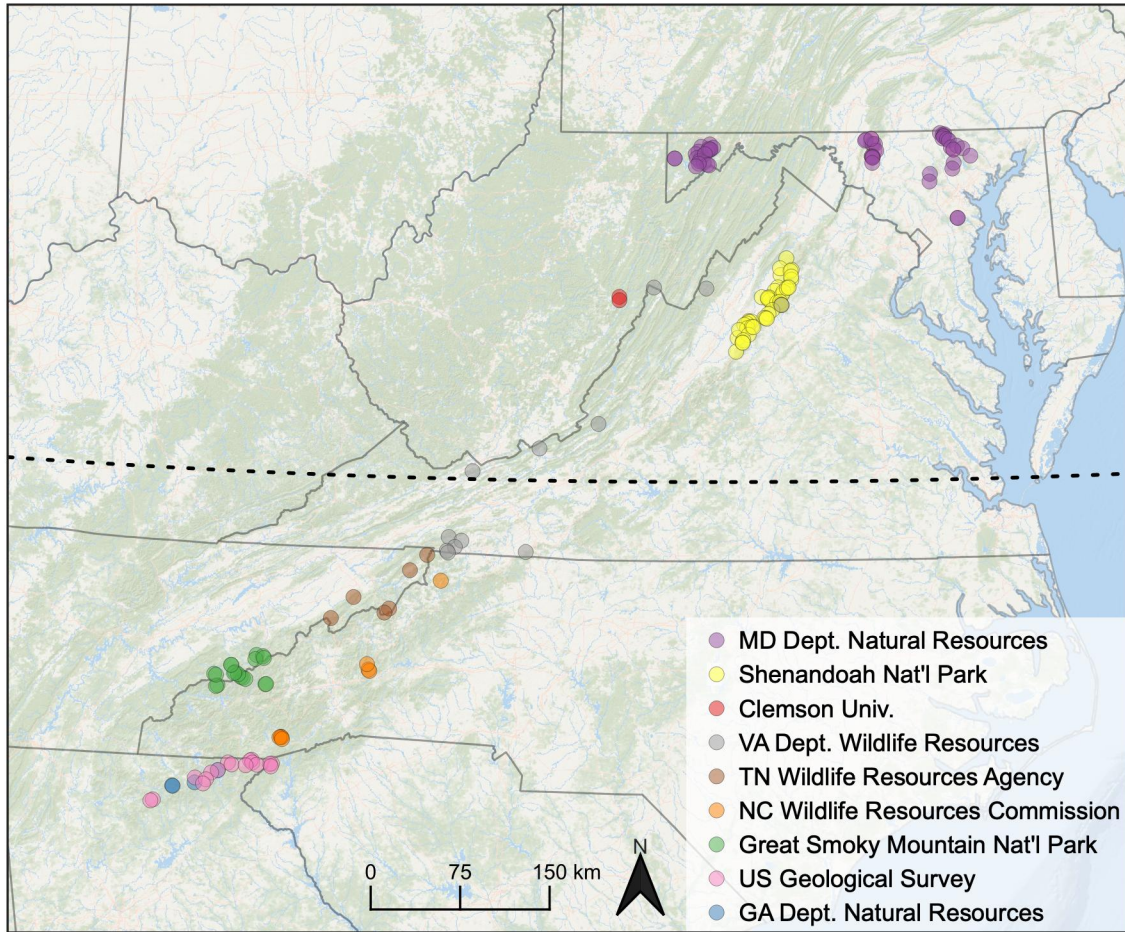 MD Dept. Natural Resources
Shenandoah Nat'l Park
Clemson Univ.
VA Dept. Wildlife Resources
TN Wildlife Resources Agency
NC Wildlife Resources Commission
Great Smoky Mountain Nat'l Park
US Geological Survey
GA Dept. Natural Resources
N
0 75 150 km